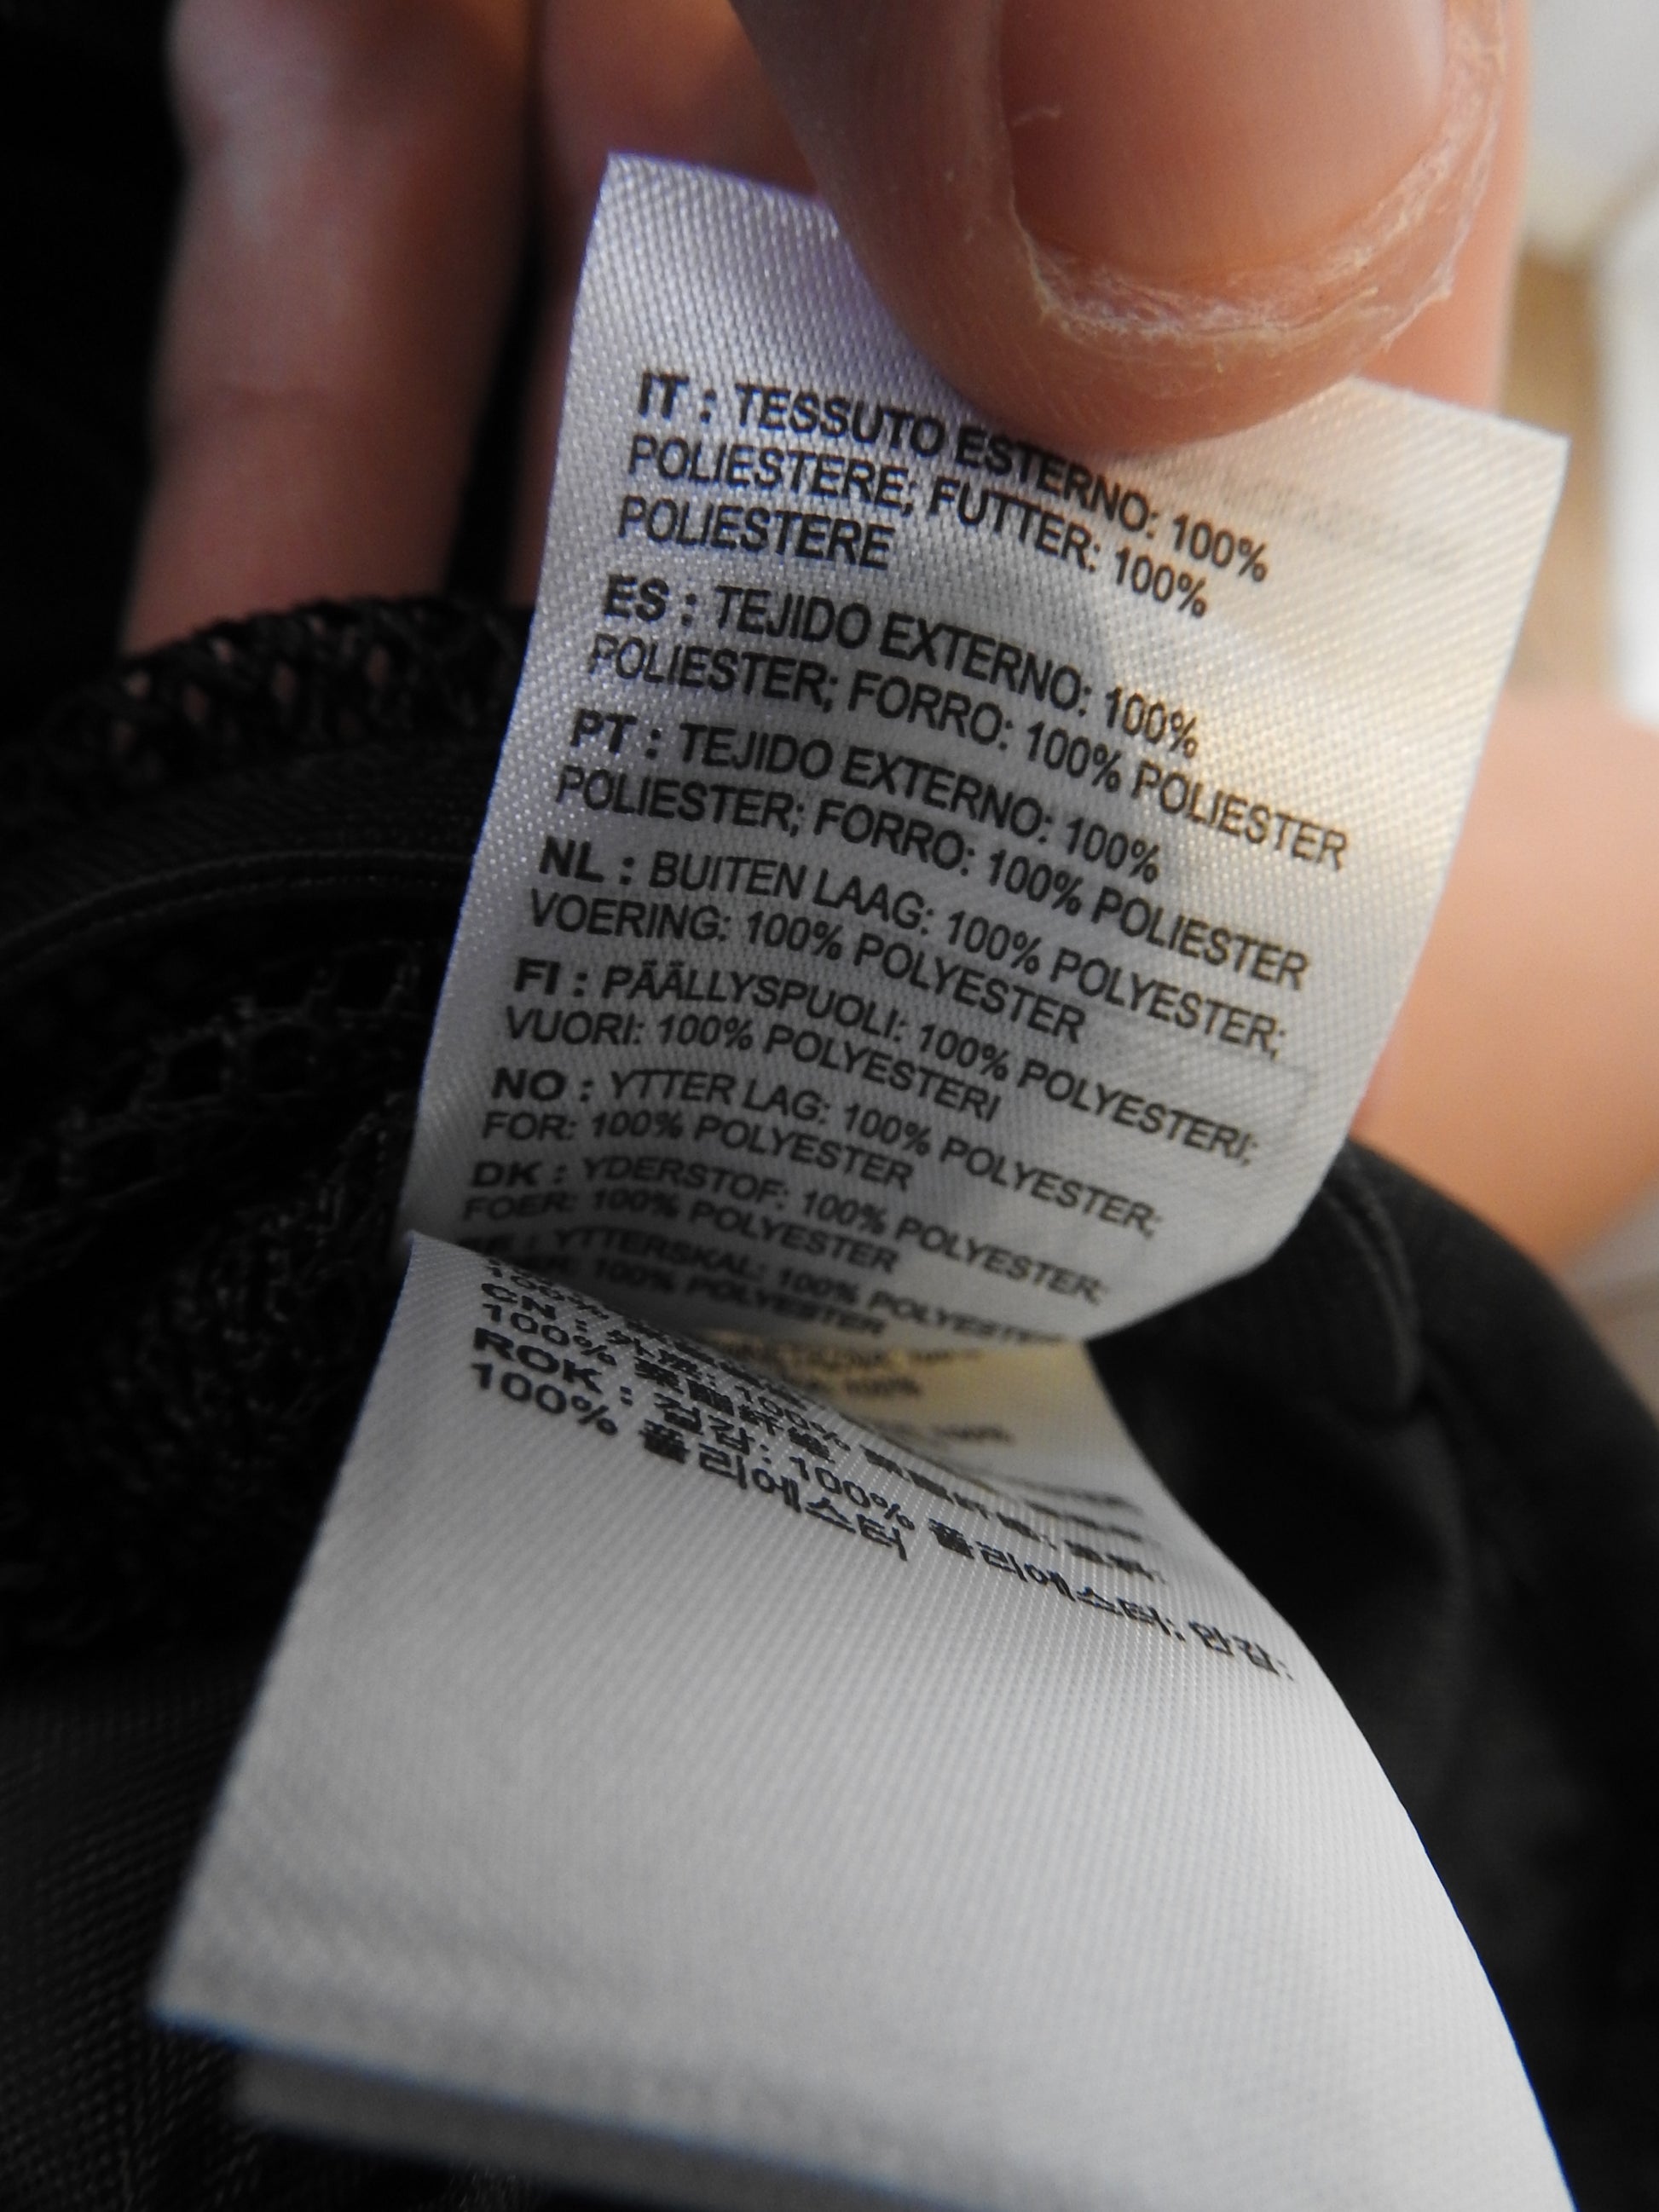 IT : TESSUTO ESTERNO: 100%
POLIESTERE; FUTTER: 100%
POLIESTERE
ES : TEJIDO EXTERNO: 100%
POLIESTER; FORRO: 100% POLIESTER
PT : TEJIDO EXTERNO: 100%
POLIESTER; FORRO: 100% POLIESTER
NL : BUITEN LAAG: 100% POLYESTER;
VOERING: 100% POLYESTER
FI : PÄÄLLYSPUOLI: 100% POLYESTERI;
VUORI: 100% POLYESTERI
NO : YTTER LAG: 100% POLYESTER;
FOR: 100% POLYESTER
DK : YDERSTOF: 100% POLYESTER;
FOER: 100% POLYESTER
YTTERSKAL: 100% POLYESTER
100% POLYESTER
100%
CN : 外层: 100%
100%
ROK : 겉감: 100% 폴리에스터; 안감:
100% 폴리에스터